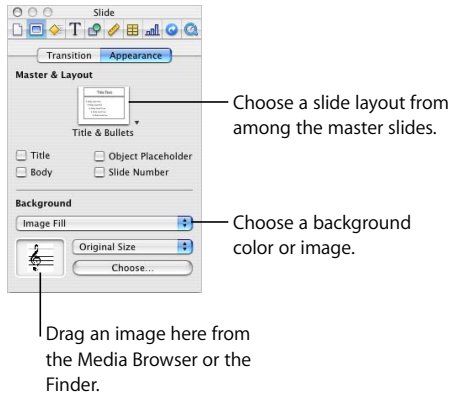 Slide
Transition Appearance
Master & Layout
Title & Bullets
Title
Object Placeholder
Body
Slide Number
Background
Image Fill
Original Size
Choose...
Choose a slide layout from
among the master slides.
Choose a background
color or image.
Drag an image here from
the Media Browser or the
Finder.